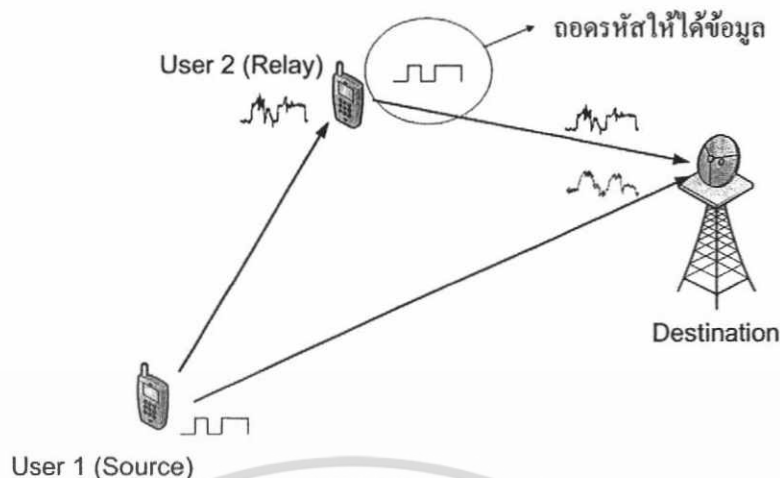 ถอดรหัสให้ได้ข้อมูล
User 2 (Relay)
Destination
User 1 (Source)